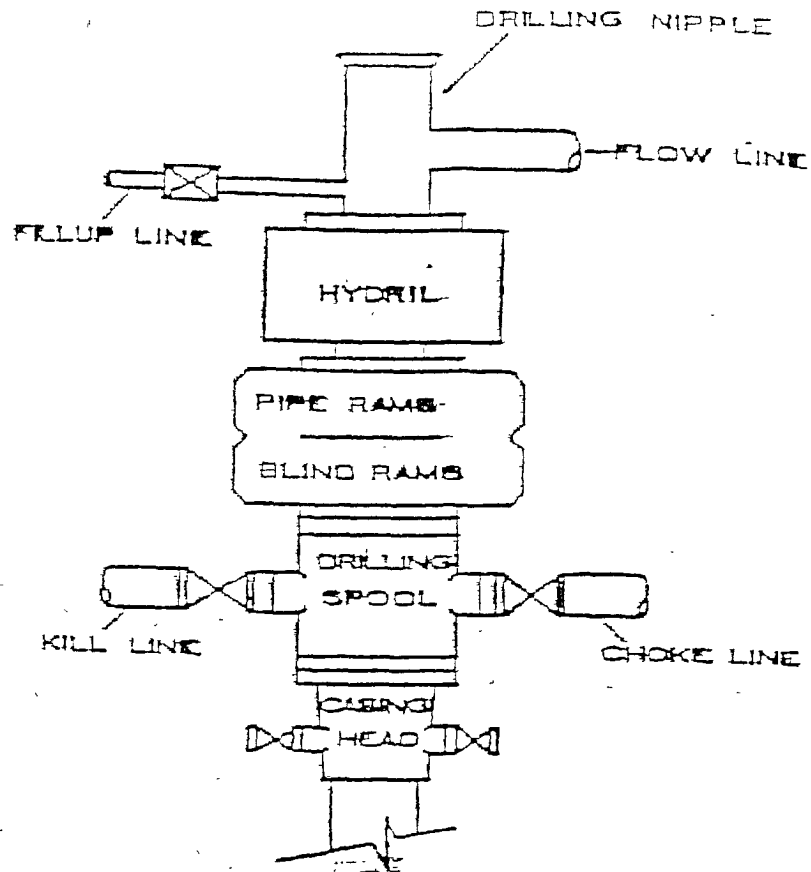 DRILLING NIPPLE
FLOW LINE
FILLUP LINE
HYDRIL
PIPE RAMS
BLIND RAMS
DRILLING
SPOOL
KILL LINE
CHOKE LINE
CASING
HEAD